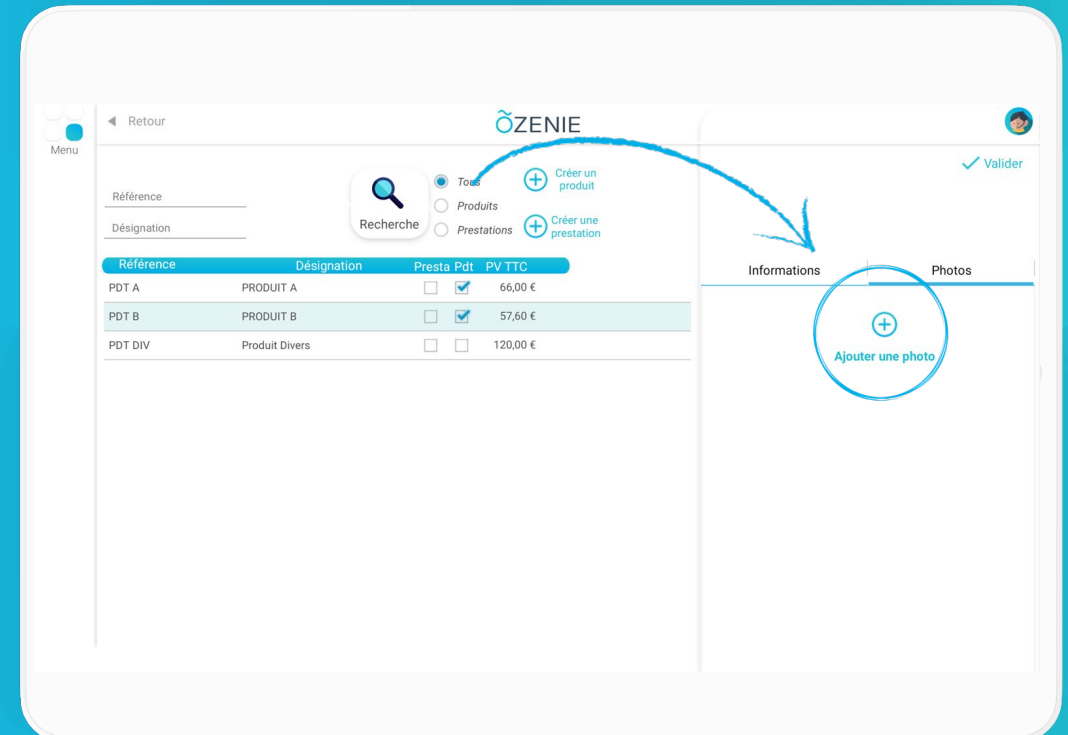 Retour
ÕZENIE
Menu
Valider
Référence
Désignation
Recherche
Tous
Produits
Prestations
Créer un
produit
Créer une
prestation
Référence Désignation Presta Pdt PV TTC
PDT A PRODUIT A 66,00 €
PDT B PRODUIT B 57,60 €
PDT DIV Produit Divers 120,00 €
Informations Photos
Ajouter une photo